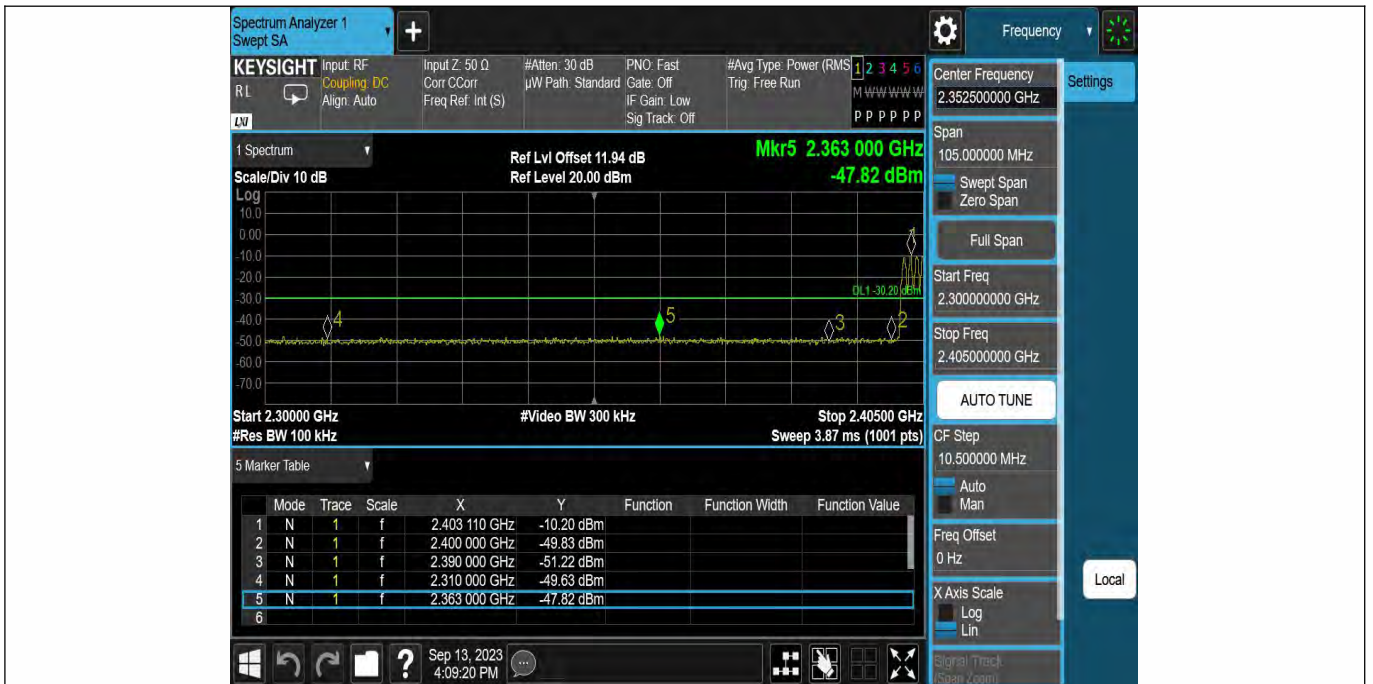 Spectrum Analyzer 1
Swept SA
+
Frequency
KEYSIGHT
RL
LXI
Input: RF
Coupling: DC
Align: Auto
Input Z: 50 Ω
Corr CCorr
Freq Ref: Int (S)
#Atten: 30 dB
µW Path: Standard
PNO: Fast
Gate: Off
IF Gain: Low
Sig Track: Off
#Avg Type: Power (RMS
Trig: Free Run
1 2 3 4 5 6
M W W W W W
P P P P P P
1 Spectrum
Scale/Div 10 dB
Ref Lvl Offset 11.94 dB
Ref Level 20.00 dBm
Mkr5 2.363 000 GHz
-47.82 dBm
Log
10.0
0.00
-10.0
-20.0
-30.0
-40.0
-50.0
-60.0
-70.0
DL1 -30.20 dBm
4
5
3
2
Start 2.30000 GHz
#Video BW 300 kHz
Stop 2.40500 GHz
#Res BW 100 kHz
Sweep 3.87 ms (1001 pts)
5 Marker Table
Mode Trace Scale X Y Function Function Width Function Value
1 N 1 f 2.403 110 GHz -10.20 dBm
2 N 1 f 2.400 000 GHz -49.83 dBm
3 N 1 f 2.390 000 GHz -51.22 dBm
4 N 1 f 2.310 000 GHz -49.63 dBm
5 N 1 f 2.363 000 GHz -47.82 dBm
6
Sep 13, 2023
4:09:20 PM
Center Frequency
2.352500000 GHz
Settings
Span
105.000000 MHz
Swept Span
Zero Span
Full Span
Start Freq
2.300000000 GHz
Stop Freq
2.405000000 GHz
AUTO TUNE
CF Step
10.500000 MHz
Auto
Man
Freq Offset
0 Hz
X Axis Scale
Log
Lin
Local
Signal Track
(Span Zoom)